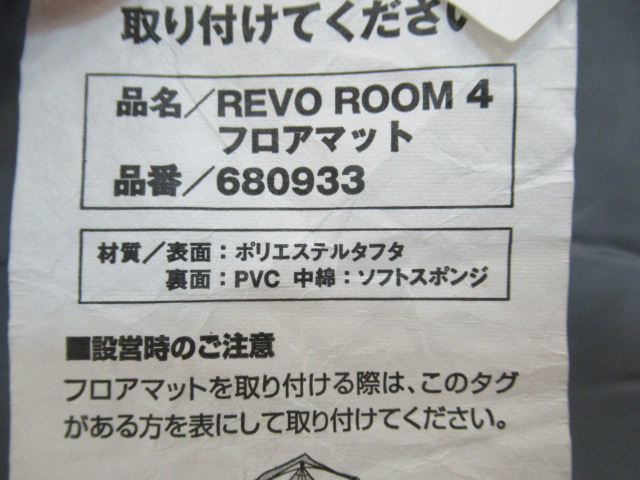 取り付けてください
品名／REVO ROOM 4
フロアマット
品番／680933
材質／表面：ポリエステルタフタ
裏面：PVC 中綿：ソフトスポンジ
■設営時のご注意
フロアマットを取り付ける際は、このタグ
がある方を表にして取り付けてください。